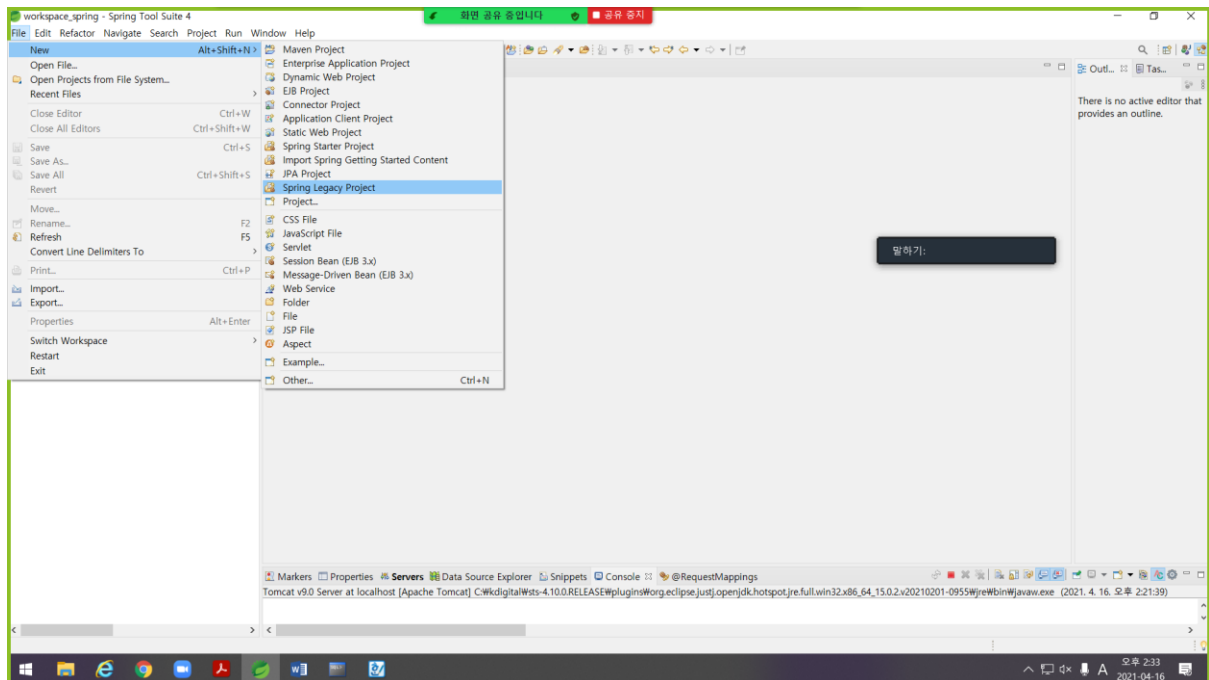 workspace_spring - Spring Tool Suite 4
화면 공유 중입니다
공유 중지
File Edit Refactor Navigate Search Project Run Window Help
New Alt+Shift+N
Open File...
Open Projects from File System...
Recent Files
Close Editor Ctrl+W
Close All Editors Ctrl+Shift+W
Save Ctrl+S
Save As...
Save All Ctrl+Shift+S
Revert
Move...
Rename... F2
Refresh F5
Convert Line Delimiters To
Print... Ctrl+P
Import...
Export...
Properties Alt+Enter
Switch Workspace
Restart
Exit
Maven Project
Enterprise Application Project
Dynamic Web Project
EJB Project
Connector Project
Application Client Project
Static Web Project
Spring Starter Project
Import Spring Getting Started Content
JPA Project
Spring Legacy Project
Project...
CSS File
JavaScript File
Servlet
Session Bean (EJB 3.x)
Message-Driven Bean (EJB 3.x)
Web Service
Folder
File
JSP File
Aspect
Example...
Other... Ctrl+N
Outl... Tas...
There is no active editor that
provides an outline.
말하기:
Markers Properties Servers Data Source Explorer Snippets Console @RequestMappings
Tomcat v9.0 Server at localhost [Apache Tomcat] C:₩kdigital₩sts-4.10.0.RELEASE₩plugins₩org.eclipse.justj.openjdk.hotspot.jre.full.win32.x86_64_15.0.2.v20210201-0955₩jre₩bin₩javaw.exe (2021. 4. 16. 오후 2:21:39)
A
오후 2:33
2021-04-16